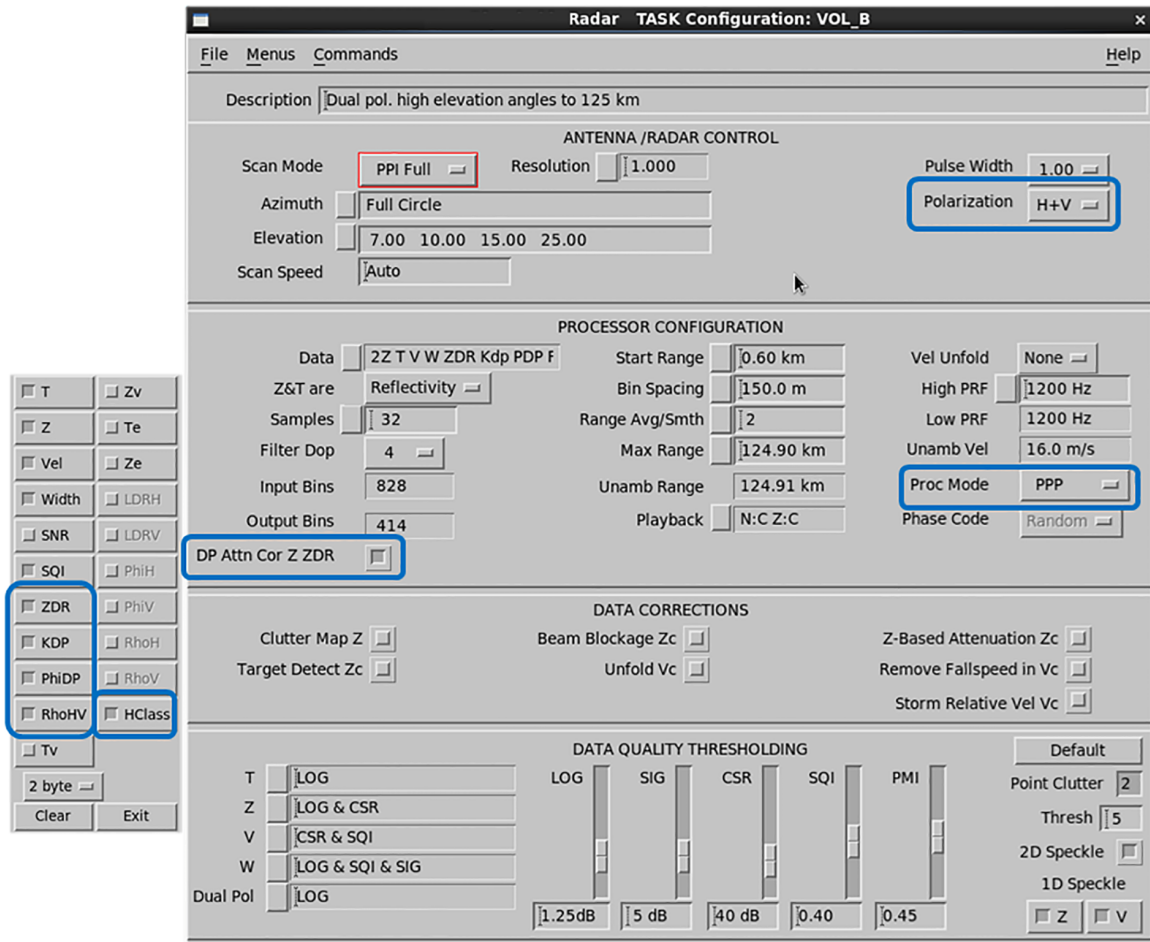 Radar TASK Configuration: VOL_B
File Menus Commands Help
Description Dual pol. high elevation angles to 125 km
ANTENNA /RADAR CONTROL
Scan Mode PPI Full Resolution 1.000 Pulse Width 1.00
Azimuth Full Circle Polarization H+V
Elevation 7.00 10.00 15.00 25.00
Scan Speed Auto
PROCESSOR CONFIGURATION
Data 2Z T V W ZDR Kdp PDP F Start Range 0.60 km Vel Unfold None
Z&T are Reflectivity Bin Spacing 150.0 m High PRF 1200 Hz
Samples 32 Range Avg/Smth 2 Low PRF 1200 Hz
Filter Dop 4 Max Range 124.90 km Unamb Vel 16.0 m/s
Input Bins 828 Unamb Range 124.91 km Proc Mode PPP
Output Bins 414 Playback N:C Z:C Phase Code Random
DP Attn Cor Z ZDR
DATA CORRECTIONS
Clutter Map Z Beam Blockage Zc Z-Based Attenuation Zc
Target Detect Zc Unfold Vc Remove Fallspeed in Vc
Storm Relative Vel Vc
DATA QUALITY THRESHOLDING Default
T LOG LOG SIG CSR SQI PMI Point Clutter 2
Z LOG & CSR Thresh 5
V CSR & SQI 2D Speckle
W LOG & SQI & SIG 1D Speckle
Dual Pol LOG
1.25dB 5 dB 40 dB 0.40 0.45 Z V
T Zv
Z Te
Vel Ze
Width LDRH
SNR LDRV
SQI PhiH
ZDR PhiV
KDP RhoH
PhiDP RhoV
RhoHV HClass
Tv
2 byte
Clear Exit